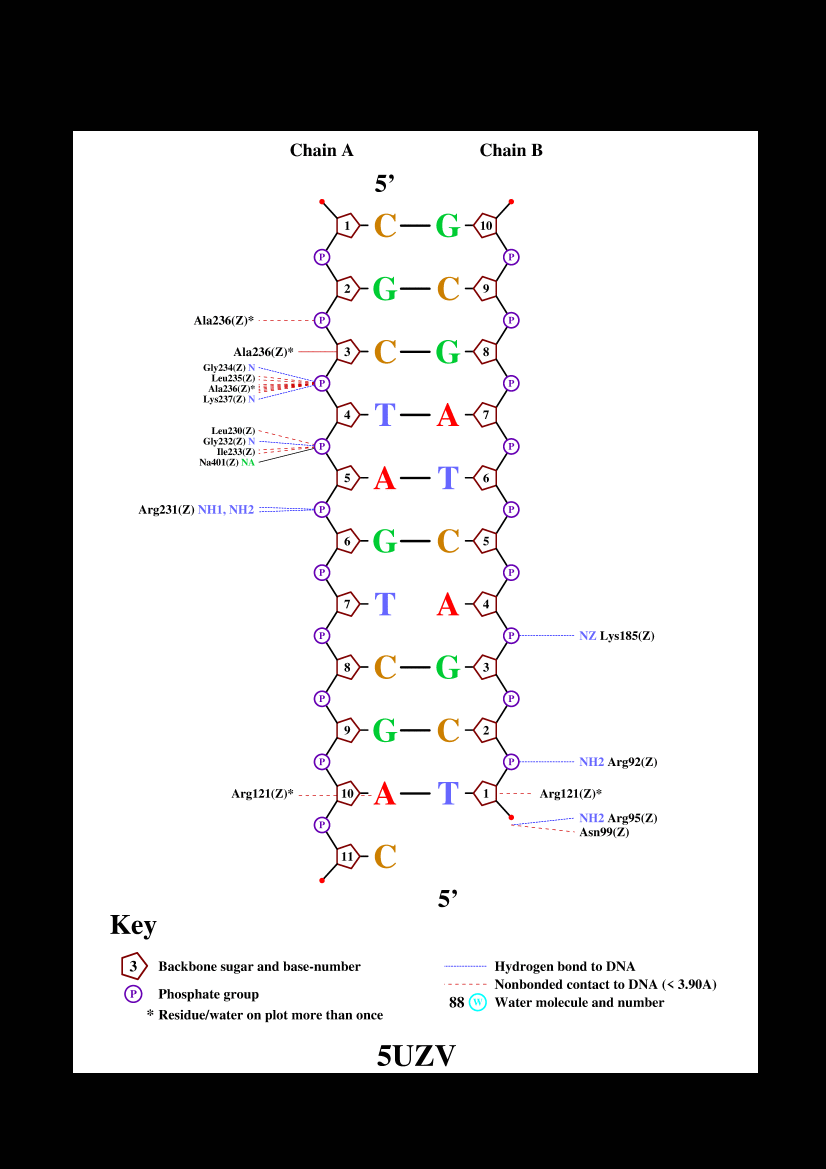 Chain A Chain B
5’
1 C G 10
P P
2 G C 9
Ala236(Z)* P P
Ala236(Z)* 3 C G 8
Gly234(Z) N
Leu235(Z)
Ala236(Z)* P P
Lys237(Z) N
4 T A 7
Leu230(Z)
Gly232(Z) N P P
Ile233(Z)
Na401(Z) NA
5 A T 6
Arg231(Z) NH1, NH2 P P
6 G C 5
P P
7 T A 4
P P NZ Lys185(Z)
8 C G 3
P P
9 G C 2
P P NH2 Arg92(Z)
Arg121(Z)* 10 A T 1 Arg121(Z)*
P NH2 Arg95(Z)
Asn99(Z)
11 C
5’
Key
3 Backbone sugar and base-number
P Phosphate group
* Residue/water on plot more than once
Hydrogen bond to DNA
Nonbonded contact to DNA (< 3.90A)
88 W Water molecule and number
5UZV